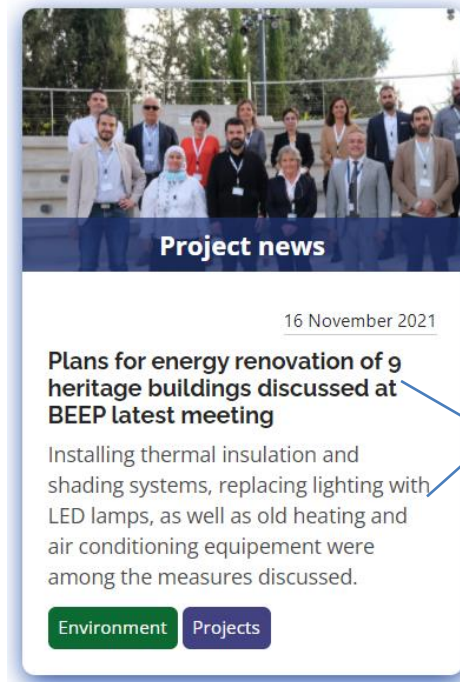 Project news
16 November 2021
Plans for energy renovation of 9
heritage buildings discussed at
BEEP latest meeting
Installing thermal insulation and
shading systems, replacing lighting with
LED lamps, as well as old heating and
air conditioning equipement were
among the measures discussed.
Environment Projects